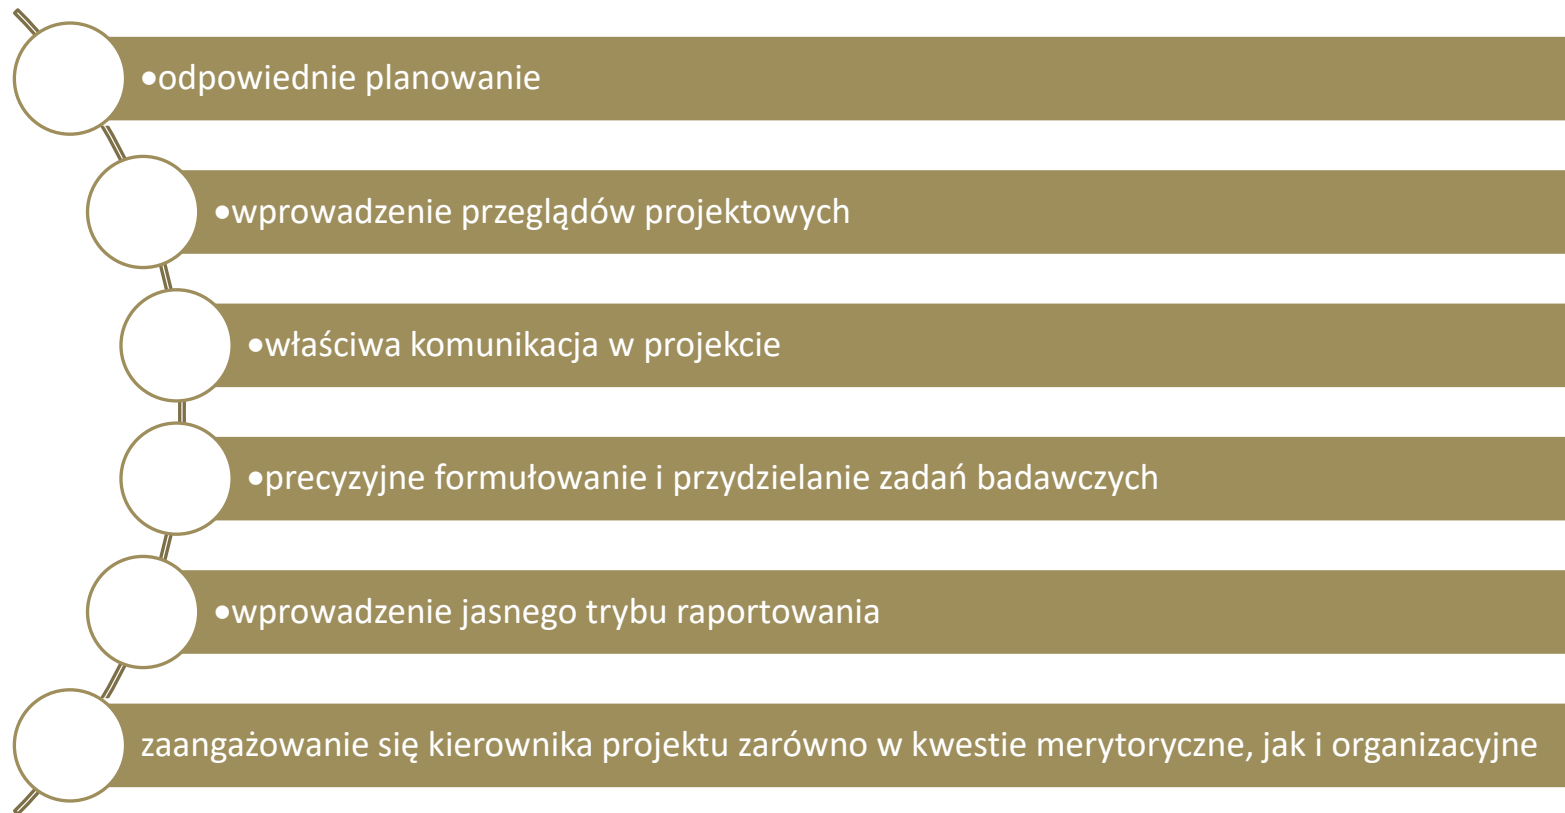 •odpowiednie planowanie
•wprowadzenie przeglądów projektowych
•właściwa komunikacja w projekcie
•precyzyjne formułowanie i przydzielanie zadań badawczych
•wprowadzenie jasnego trybu raportowania
zaangażowanie się kierownika projektu zarówno w kwestie merytoryczne, jak i organizacyjne